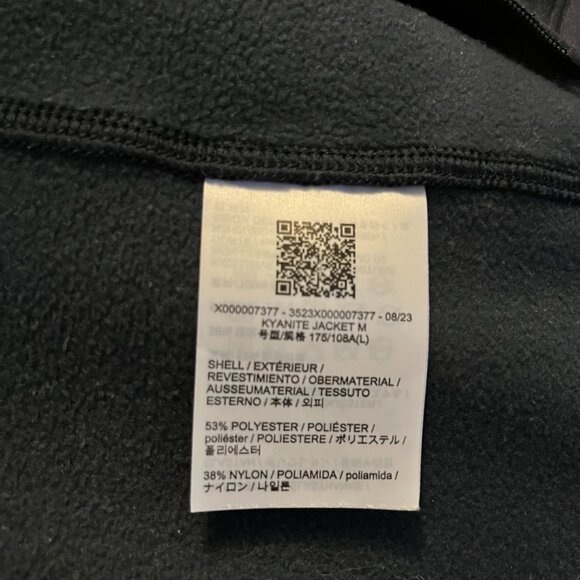 X000007377 - 3523X000007377 - 08/23
KYANITE JACKET M
号型/规格 175/108A(L)
SHELL / EXTÉRIEUR /
REVESTIMIENTO / OBERMATERIAL /
AUSSEUMATERIAL / TESSUTO
ESTERNO / 本体 / 외피
53% POLYESTER / POLIÉSTER /
poliéster / POLIESTERE / ポリエステル /
폴리에스터
38% NYLON / POLIAMIDA / poliamida /
ナイロン / 나일론